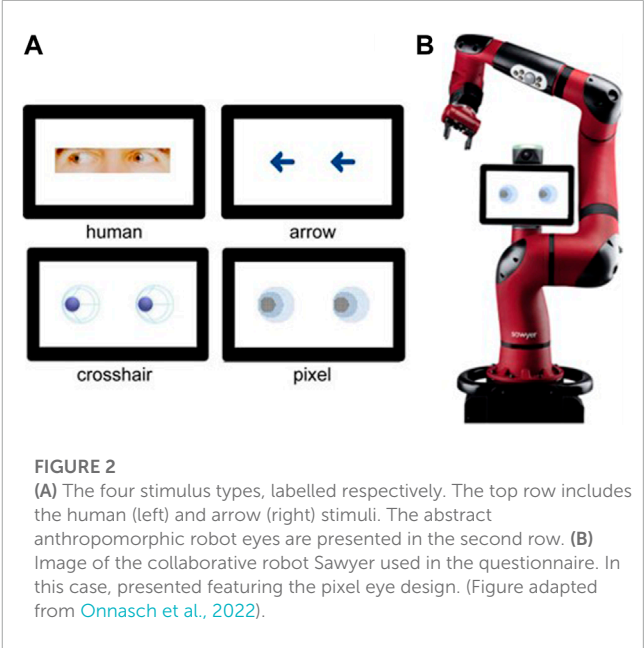 A
B
human
arrow
crosshair
pixel
sawyer
FIGURE 2
(A) The four stimulus types, labelled respectively. The top row includes
the human (left) and arrow (right) stimuli. The abstract
anthropomorphic robot eyes are presented in the second row. (B)
Image of the collaborative robot Sawyer used in the questionnaire. In
this case, presented featuring the pixel eye design. (Figure adapted
from Onnasch et al., 2022).